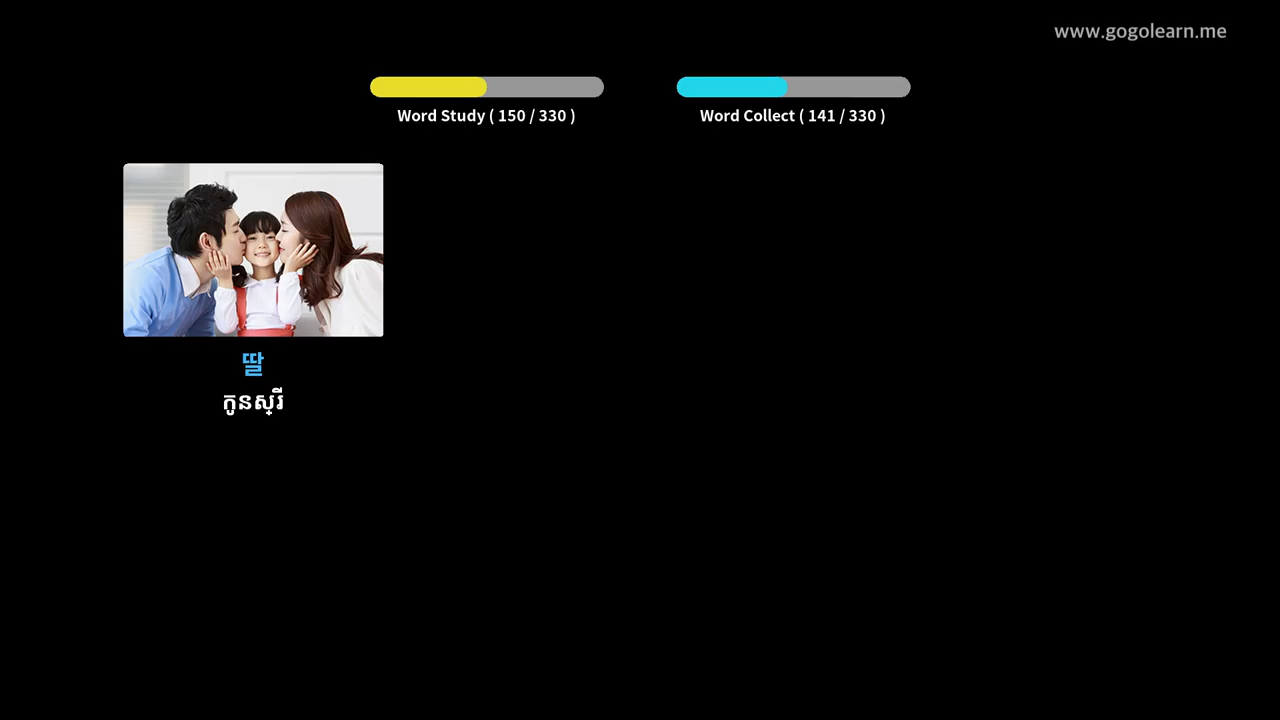 www.gogolearn.me
Word Study ( 150 / 330 )
Word Collect ( 141 / 330 )
딸
កូនស្រី